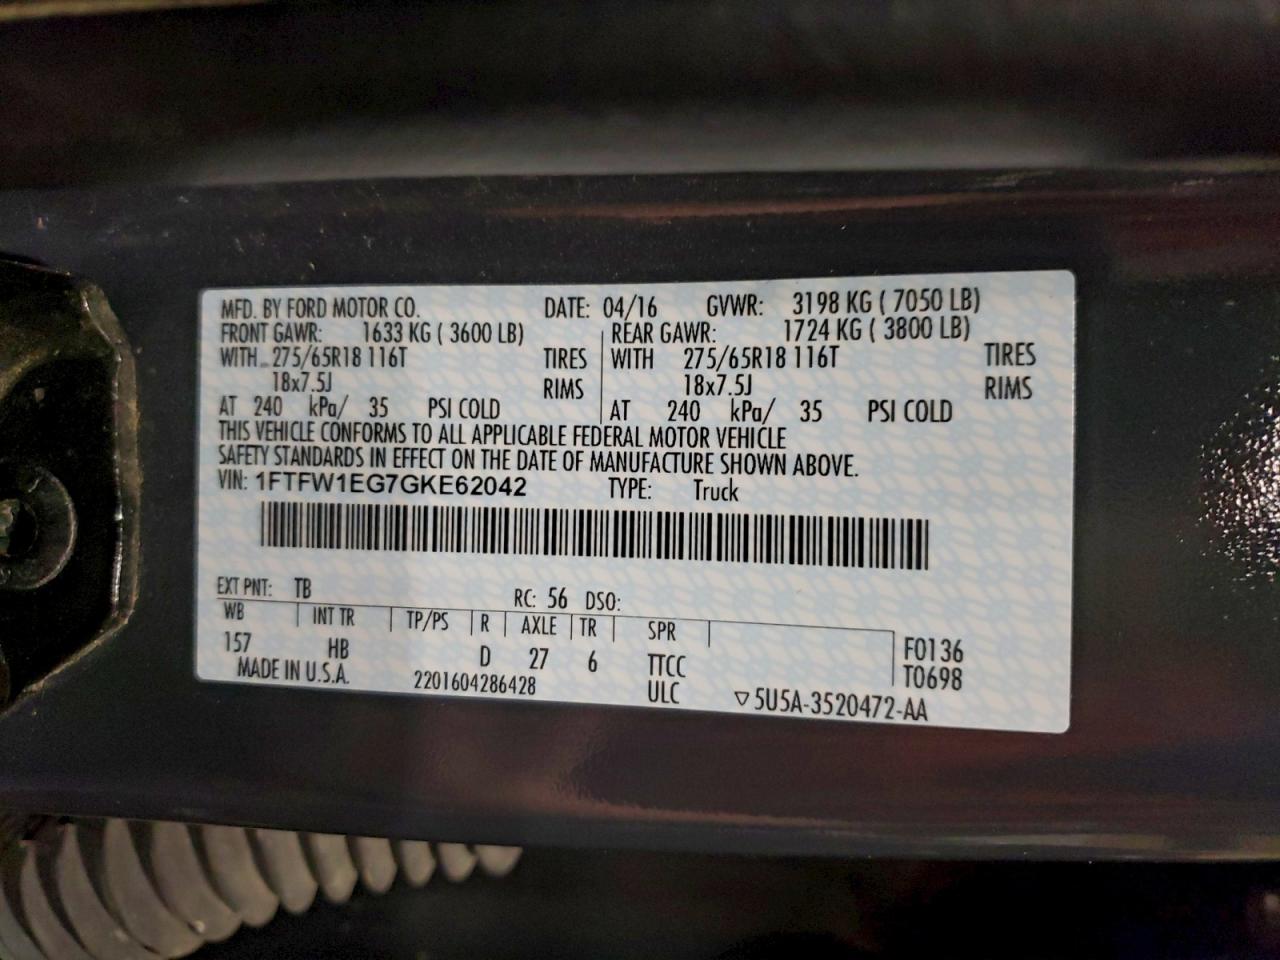 MFD. BY FORD MOTOR CO. DATE: 04/16 GVWR: 3198 KG ( 7050 LB)
FRONT GAWR: 1633 KG ( 3600 LB) REAR GAWR: 1724 KG ( 3800 LB)
WITH 275/65R18 116T TIRES WITH 275/65R18 116T TIRES
18x7.5J RIMS 18x7.5J RIMS
AT 240 kPa/ 35 PSI COLD AT 240 kPa/ 35 PSI COLD
THIS VEHICLE CONFORMS TO ALL APPLICABLE FEDERAL MOTOR VEHICLE
SAFETY STANDARDS IN EFFECT ON THE DATE OF MANUFACTURE SHOWN ABOVE.
VIN: 1FTFW1EG7GKE62042 TYPE: Truck
EXT PNT: TB RC: 56 DSO:
WB INT TR TP/PS R AXLE TR SPR
157 HB D 27 6 TTCC F0136
MADE IN U.S.A. 2201604286428 ULC T0698
▽5U5A-3520472-AA